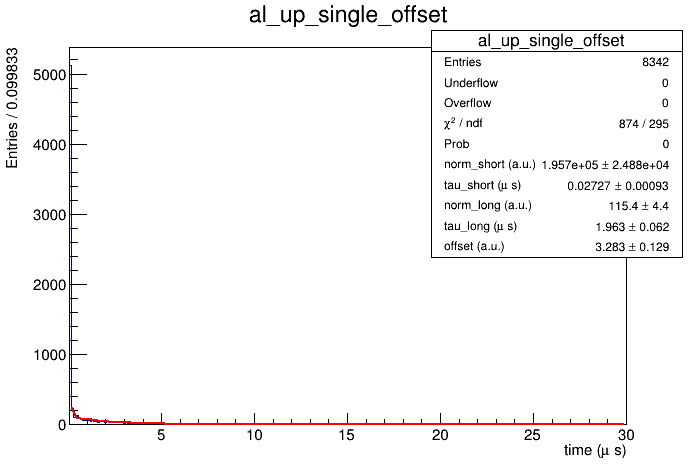 al_up_single_offset
al_up_single_offset
Entries 8342
Underflow 0
Overflow 0
χ² / ndf 874 / 295
Prob 0
norm_short (a.u.) 1.957e+05 ± 2.488e+04
tau_short (μ s) 0.02727 ± 0.00093
norm_long (a.u.) 115.4 ± 4.4
tau_long (μ s) 1.963 ± 0.062
offset (a.u.) 3.283 ± 0.129
Entries / 0.099833
5000
4000
3000
2000
1000
0
5 10 15 20 25 30
time (μ s)